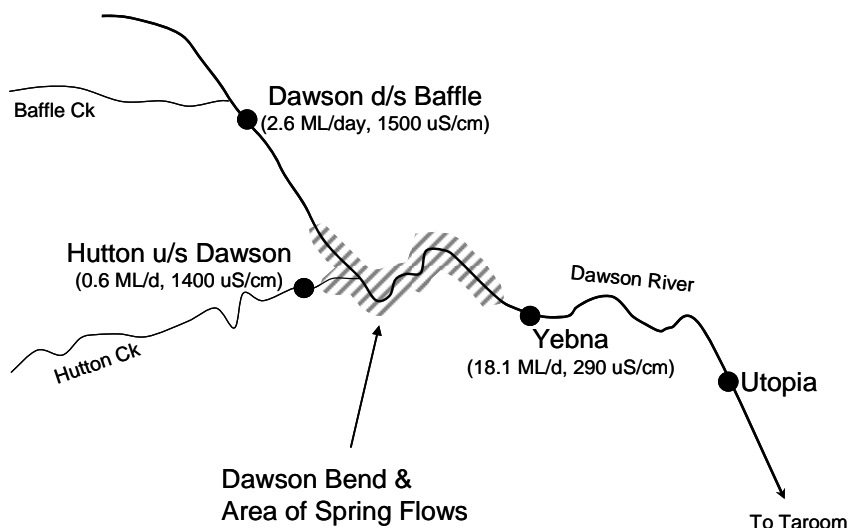 Dawson d/s Baffle
(2.6 ML/day, 1500 uS/cm)
Baffle Ck
Hutton u/s Dawson
(0.6 ML/d, 1400 uS/cm)
Dawson River
Hutton Ck
Yebna
(18.1 ML/d, 290 uS/cm)
Utopia
Dawson Bend &
Area of Spring Flows
To Taroom